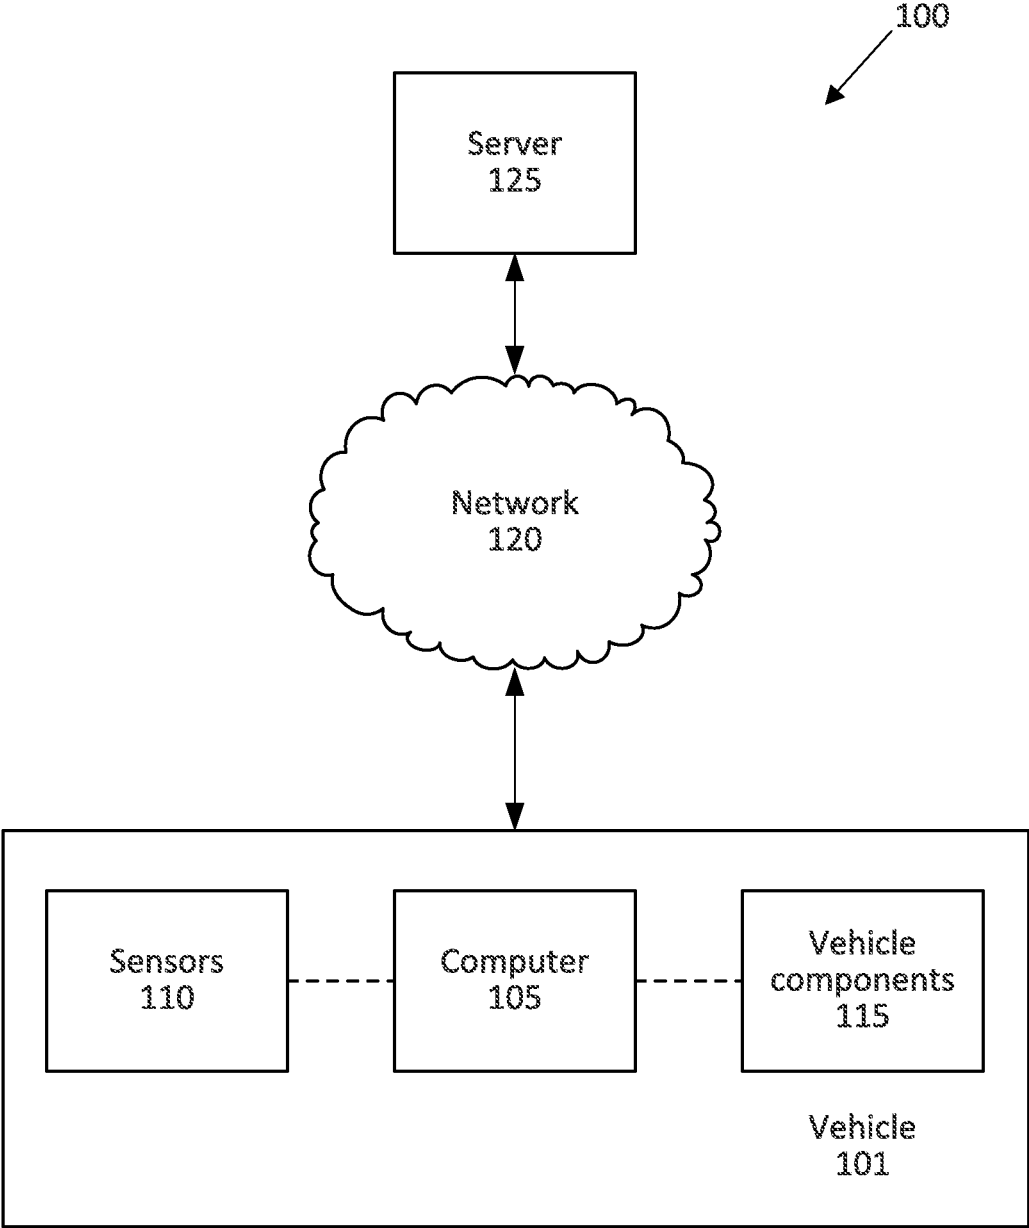 100
Server
125
Network
120
Sensors
110
Computer
105
Vehicle
components
115
Vehicle
101